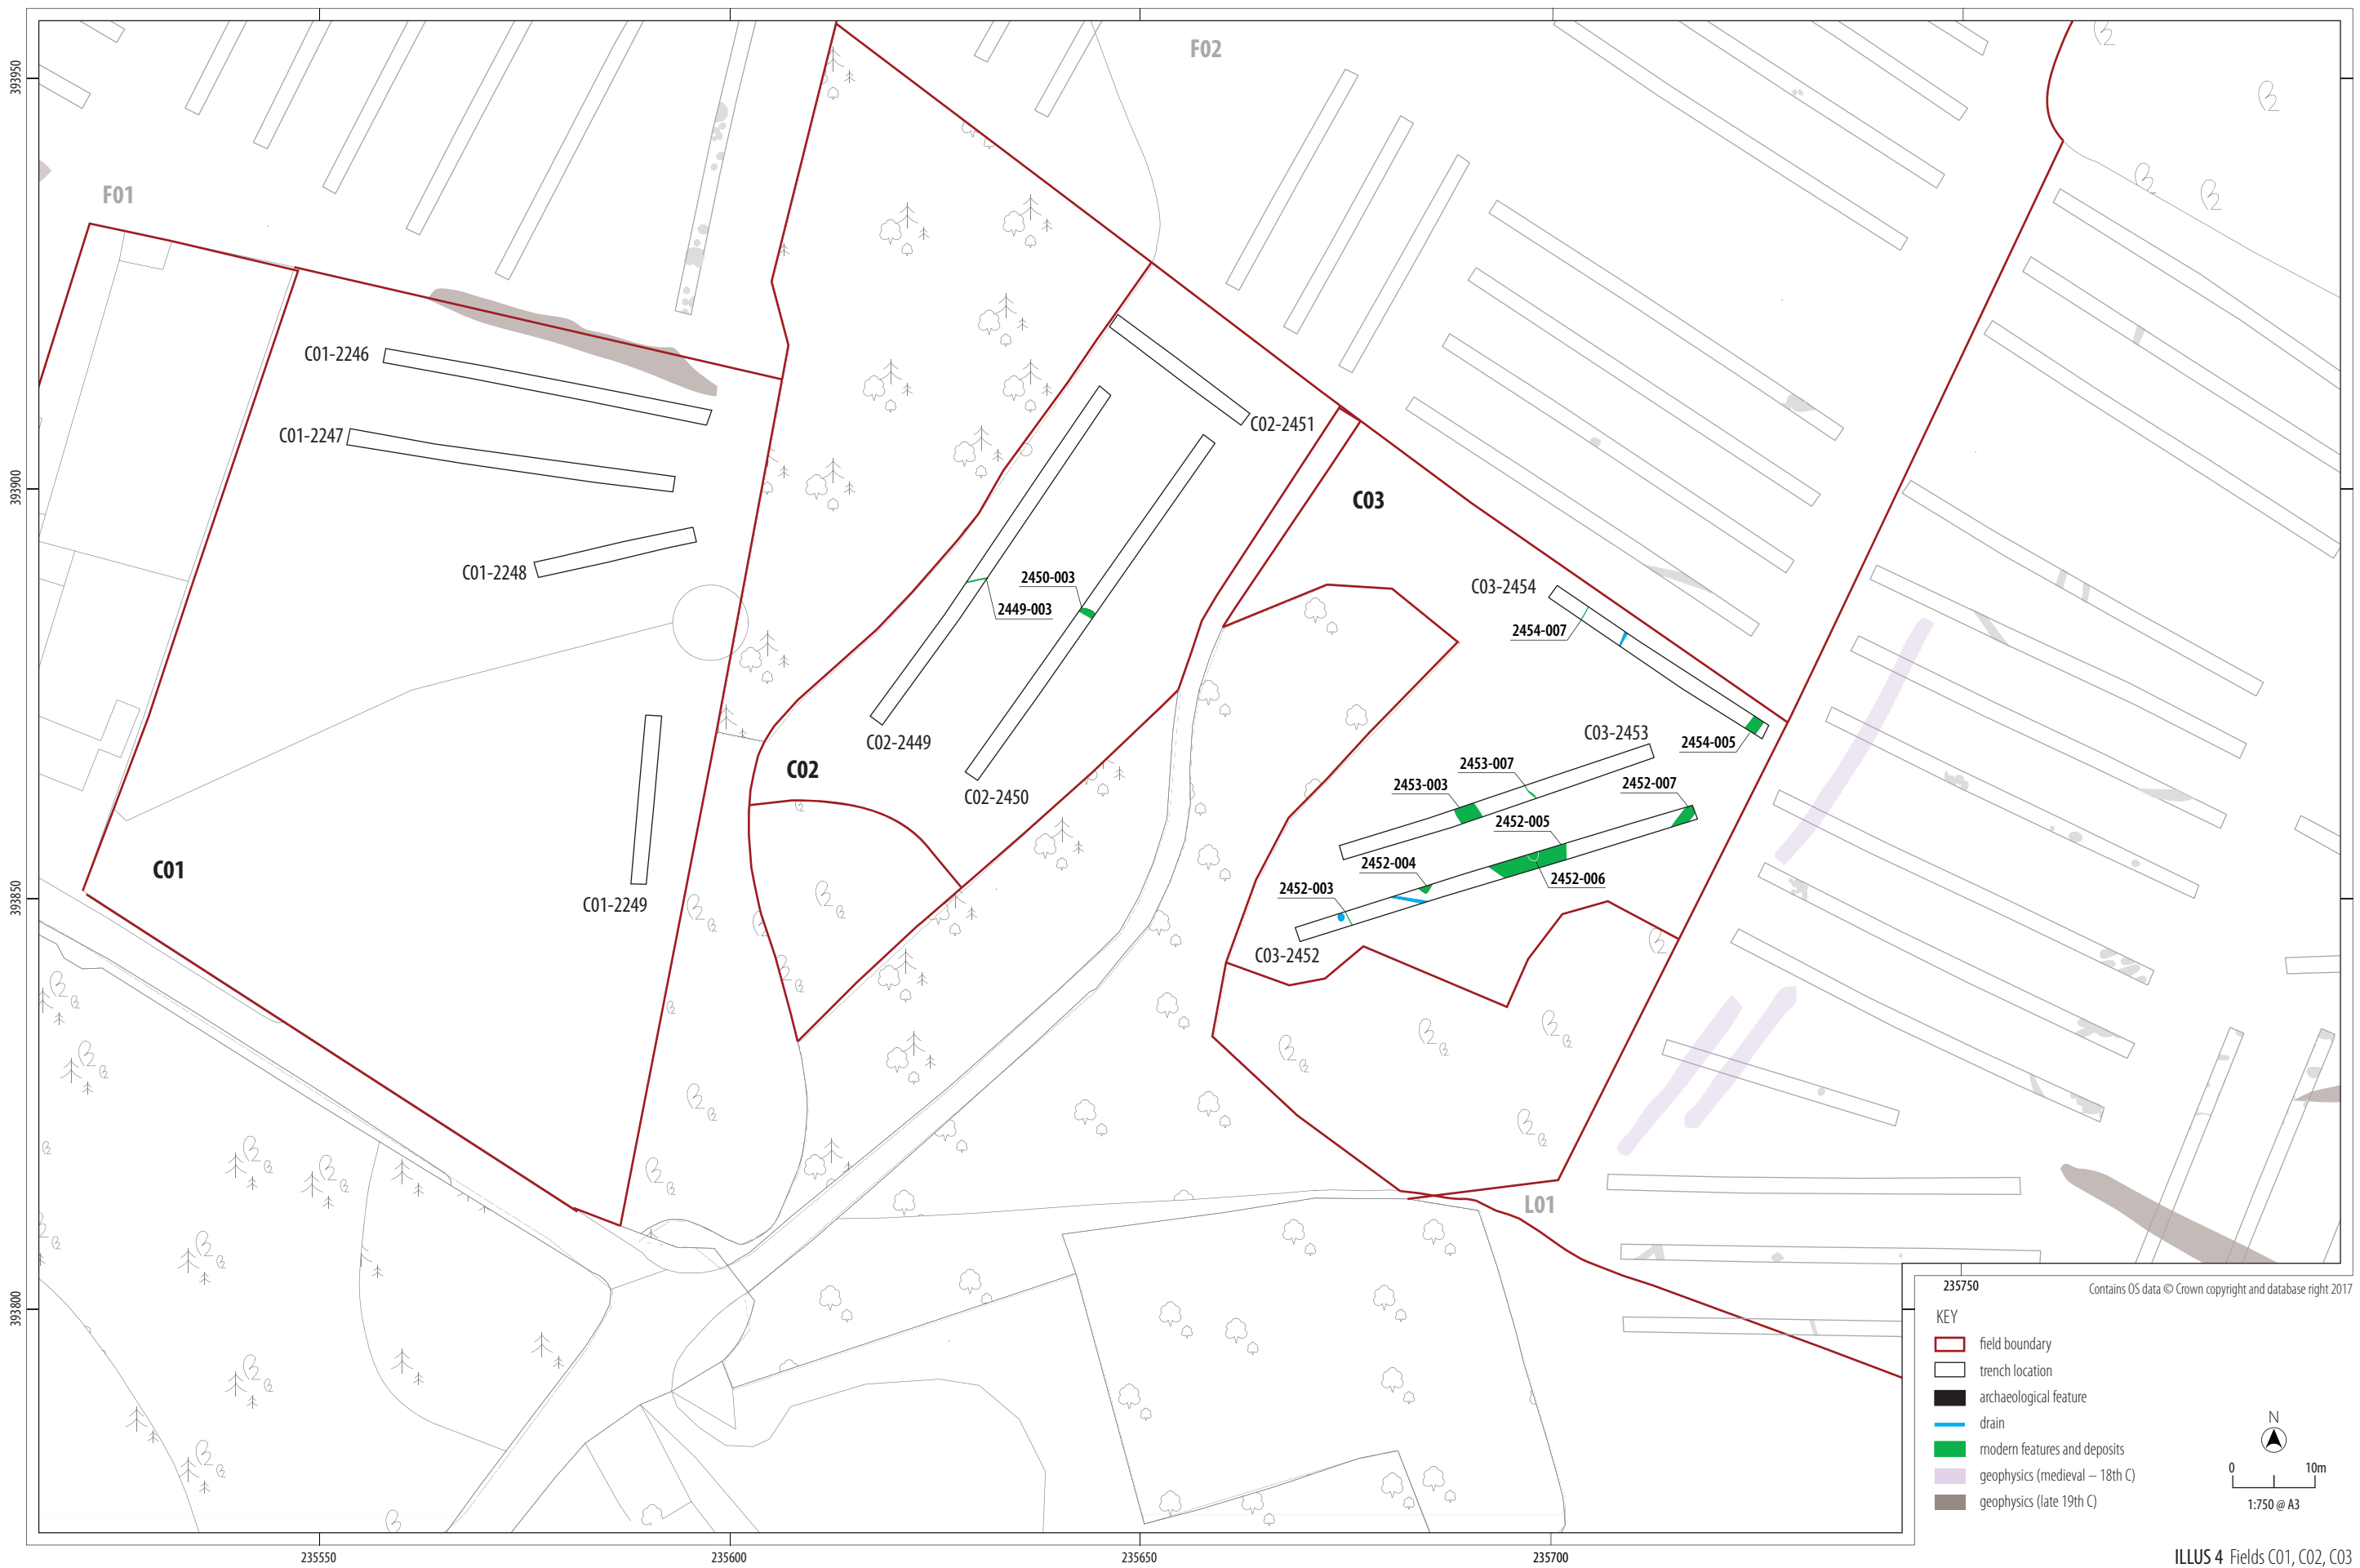 F02
393950
F01
C01-2246
C02-2451
C01-2247
393900
C03
C01-2248
2450-003
C03-2454
2449-003
2454-007
C03-2453
C02-2449
2454-005
2453-007
C02
2453-003
2452-007
C02-2450
2452-005
2452-004
C01
2452-006
2452-003
393850
C01-2249
C03-2452
L01
235750
Contains OS data © Crown copyright and database right 2017
393800
KEY
field boundary
trench location
archaeological feature
drain
modern features and deposits
geophysics (medieval – 18th C)
geophysics (late 19th C)
N
0 10m
1:750 @ A3
235550 235600 235650 235700
ILLUS 4 Fields C01, C02, C03